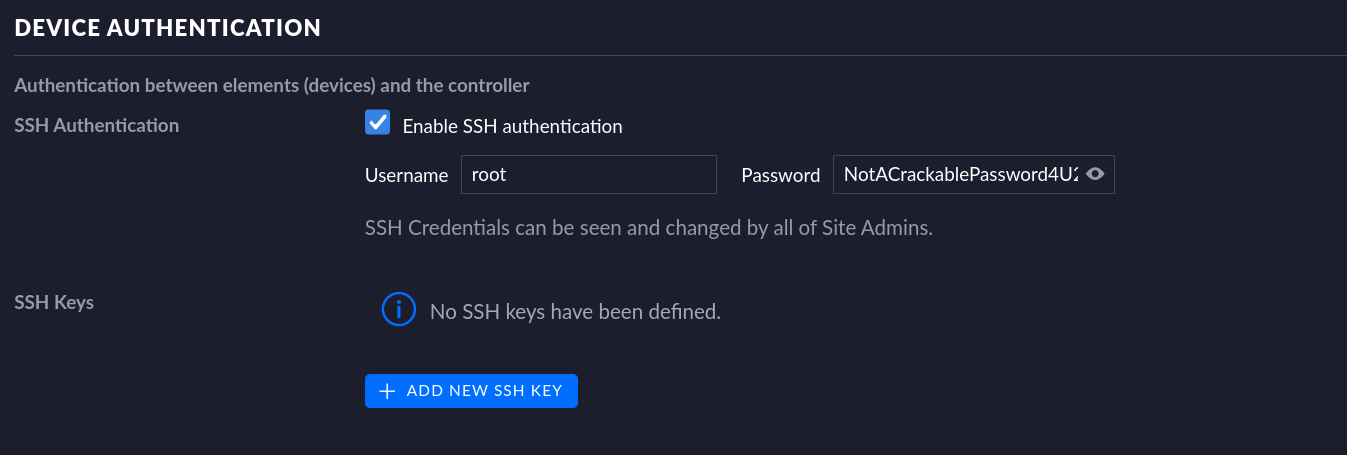 DEVICE AUTHENTICATION
Authentication between elements (devices) and the controller
SSH Authentication
Enable SSH authentication
Username root Password NotACrackablePassword4U2
SSH Credentials can be seen and changed by all of Site Admins.
SSH Keys
No SSH keys have been defined.
ADD NEW SSH KEY